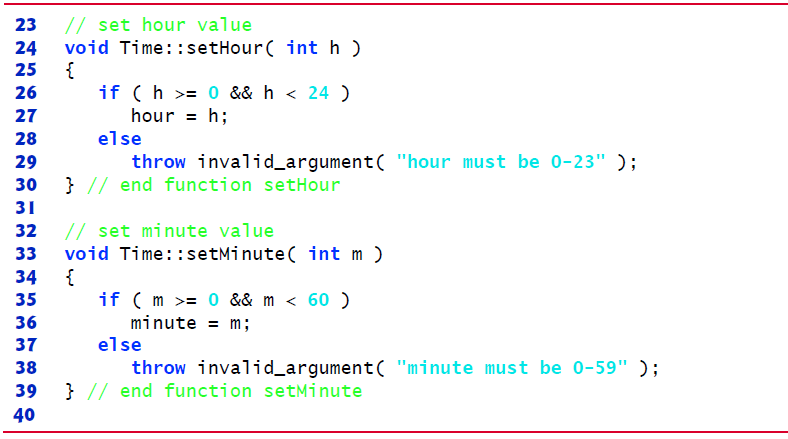 23 // set hour value
24 void Time::setHour( int h )
25 {
26    if ( h >= 0 && h < 24 )
27       hour = h;
28    else
29       throw invalid_argument( "hour must be 0-23" );
30 } // end function setHour
31
32 // set minute value
33 void Time::setMinute( int m )
34 {
35    if ( m >= 0 && m < 60 )
36       minute = m;
37    else
38       throw invalid_argument( "minute must be 0-59" );
39 } // end function setMinute
40